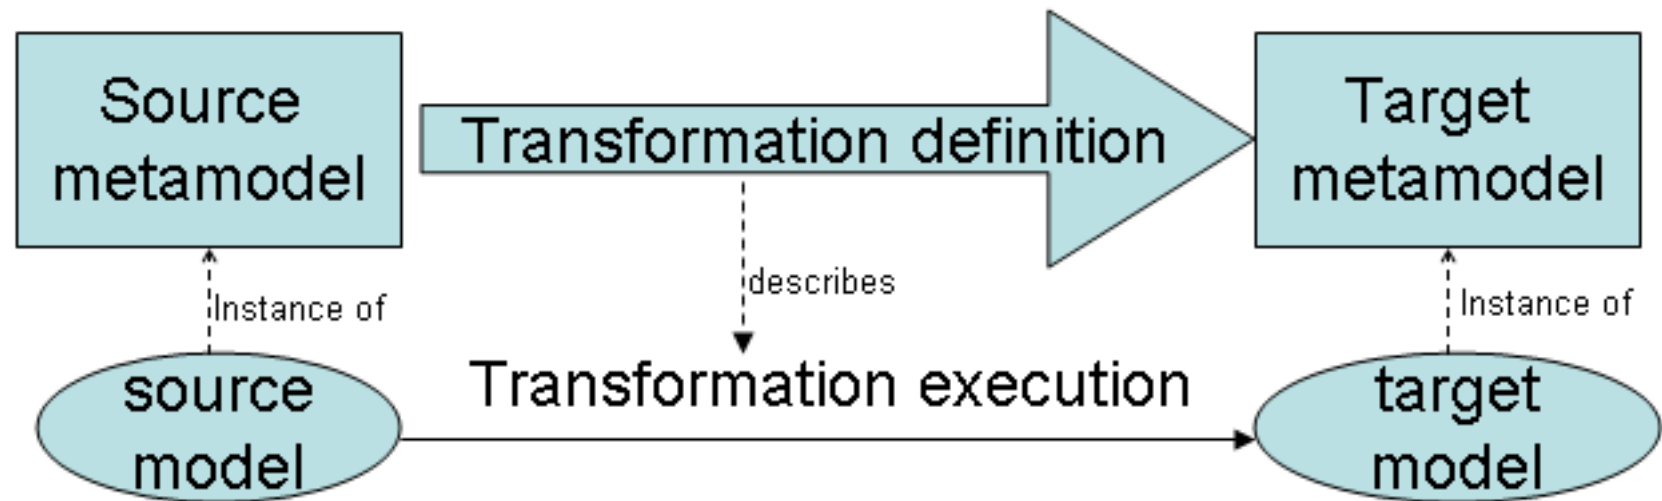 Source
metamodel
Transformation definition
Target
metamodel
Instance of
describes
Instance of
source
model
Transformation execution
target
model